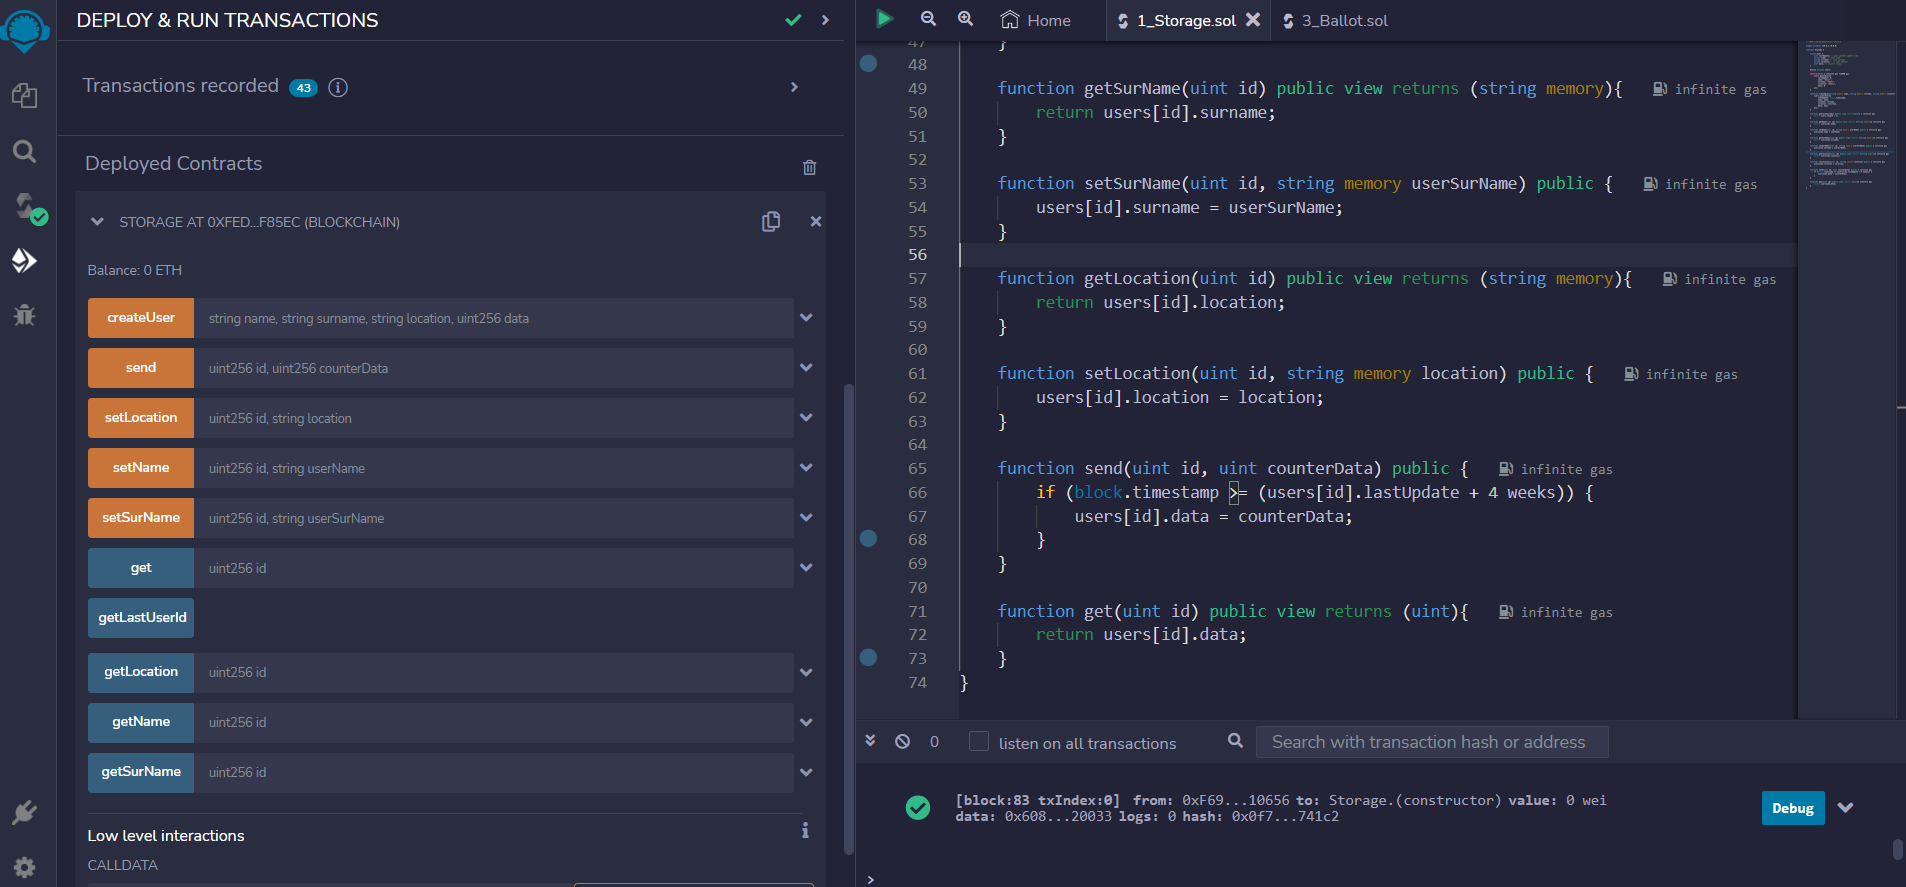 DEPLOY & RUN TRANSACTIONS
Transactions recorded 43 i
Deployed Contracts
STORAGE AT 0XFED...F85EC (BLOCKCHAIN)
Balance: 0 ETH
createUser string name, string surname, string location, uint256 data
send uint256 id, uint256 counterData
setLocation uint256 id, string location
setName uint256 id, string userName
setSurName uint256 id, string userSurName
get uint256 id
getLastUserId
getLocation uint256 id
getName uint256 id
getSurName uint256 id
Low level interactions i
CALLDATA
Home 1_Storage.sol 3_Ballot.sol
47 }
48
49 function getSurName(uint id) public view returns (string memory){ infinite gas
50 return users[id].surname;
51 }
52
53 function setSurName(uint id, string memory userSurName) public { infinite gas
54 users[id].surname = userSurName;
55 }
56
57 function getLocation(uint id) public view returns (string memory){ infinite gas
58 return users[id].location;
59 }
60
61 function setLocation(uint id, string memory location) public { infinite gas
62 users[id].location = location;
63 }
64
65 function send(uint id, uint counterData) public { infinite gas
66 if (block.timestamp >= (users[id].lastUpdate + 4 weeks)) {
67 users[id].data = counterData;
68 }
69 }
70
71 function get(uint id) public view returns (uint){ infinite gas
72 return users[id].data;
73 }
74 }
0 listen on all transactions Search with transaction hash or address
[block:83 txIndex:0] from: 0xF69...10656 to: Storage.(constructor) value: 0 wei
data: 0x608...20033 logs: 0 hash: 0x0f7...741c2
Debug
>